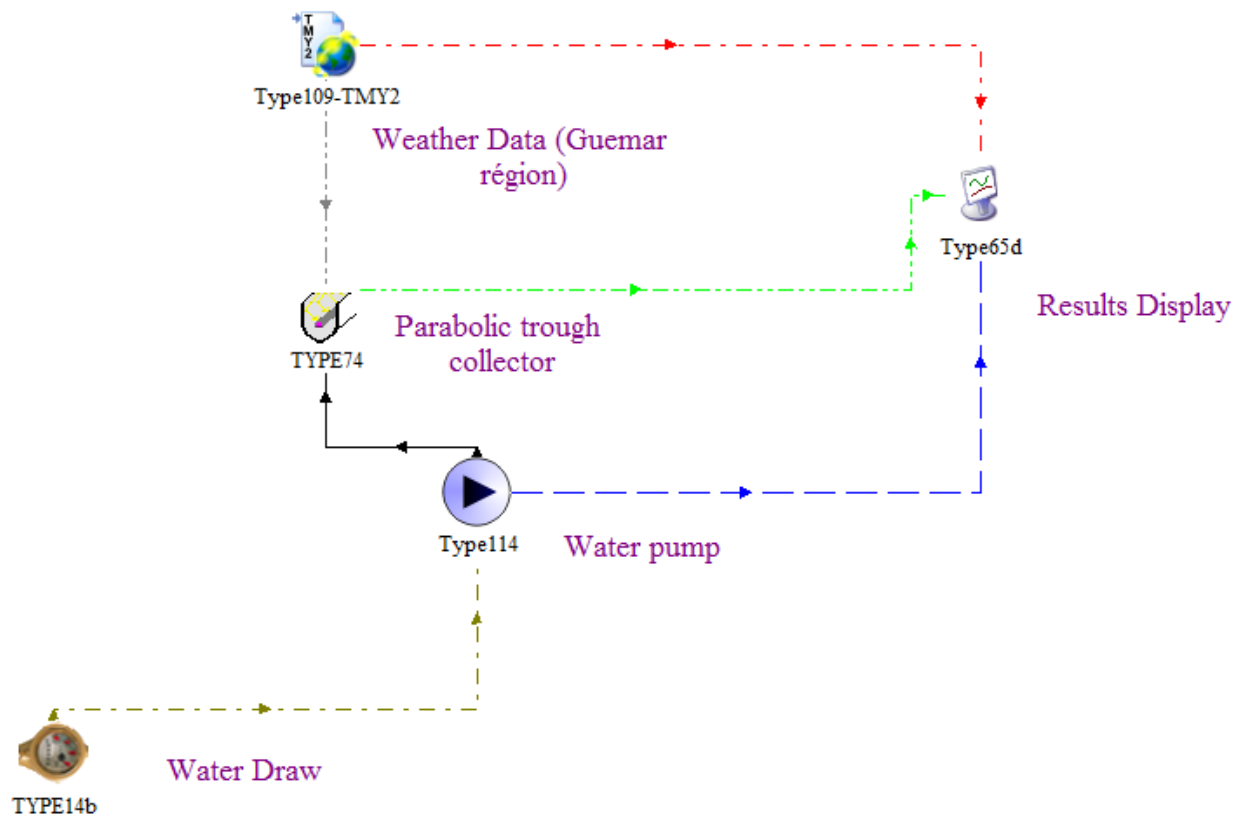 TMY2
Type109-TMY2
Weather Data (Guemar
région)
Type65d
Results Display
TYPE74
Parabolic trough
collector
Type114
Water pump
Water Draw
TYPE14b